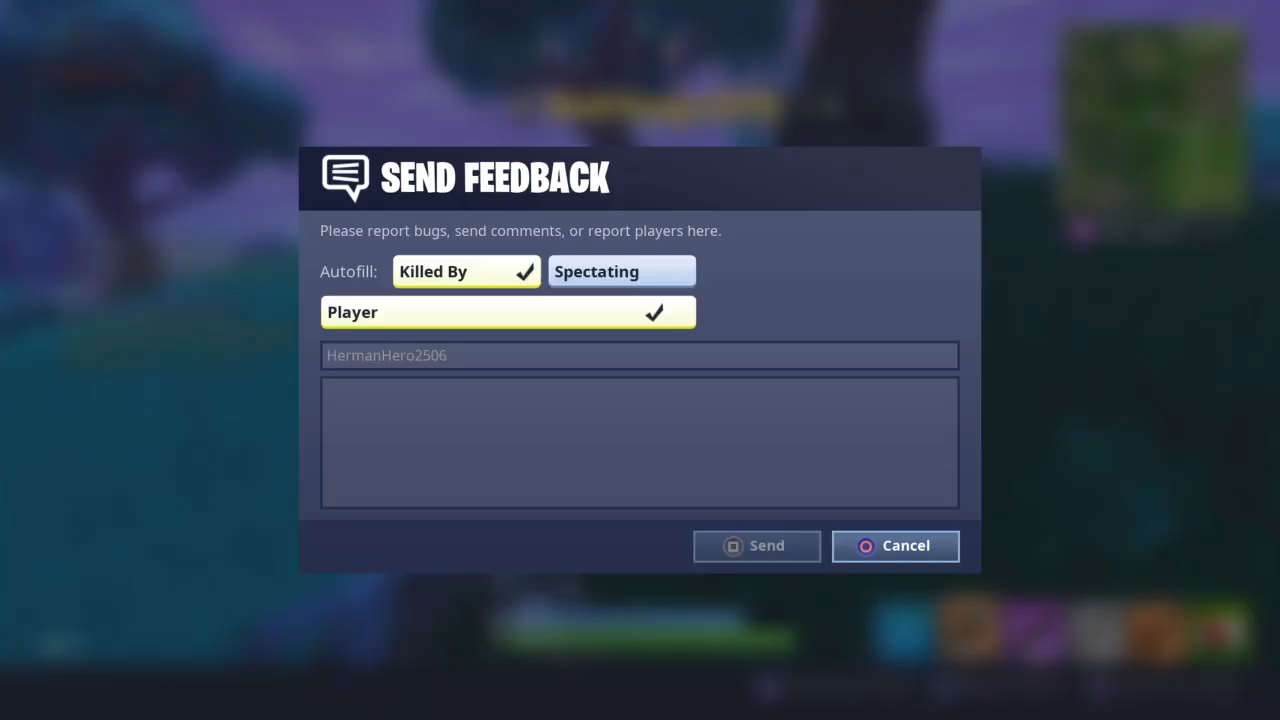 SEND FEEDBACK
Please report bugs, send comments, or report players here.
Autofill: Killed By Spectating
Player
HermanHero2506
Send Cancel